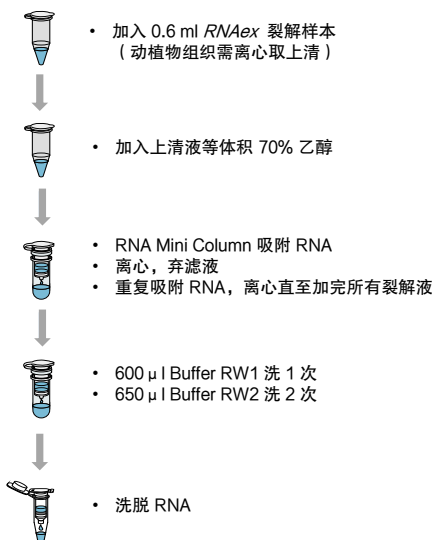 • 加入 0.6 ml RNAex 裂解样本
（动植物组织需离心取上清）
• 加入上清液等体积 70% 乙醇
• RNA Mini Column 吸附 RNA
• 离心，弃滤液
• 重复吸附 RNA，离心直至加完所有裂解液
• 600 μl Buffer RW1 洗 1 次
• 650 μl Buffer RW2 洗 2 次
• 洗脱 RNA